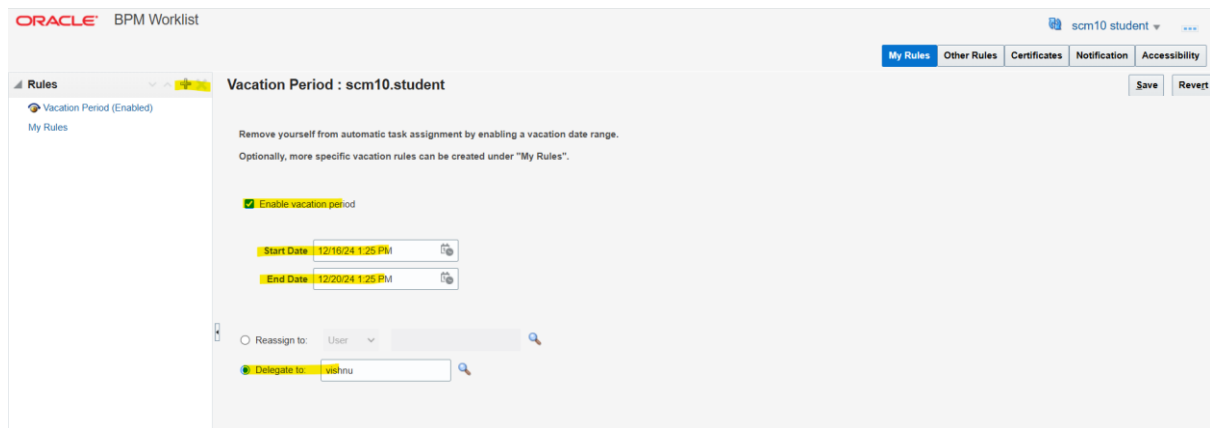 ORACLE BPM Worklist
scm10 student
My Rules Other Rules Certificates Notification Accessibility
Rules
Vacation Period : scm10.student
Save Revert
Vacation Period (Enabled)
My Rules
Remove yourself from automatic task assignment by enabling a vacation date range.
Optionally, more specific vacation rules can be created under "My Rules".
Enable vacation period
Start Date 12/16/24 1:25 PM
End Date 12/20/24 1:25 PM
Reassign to: User
Delegate to: vishnu